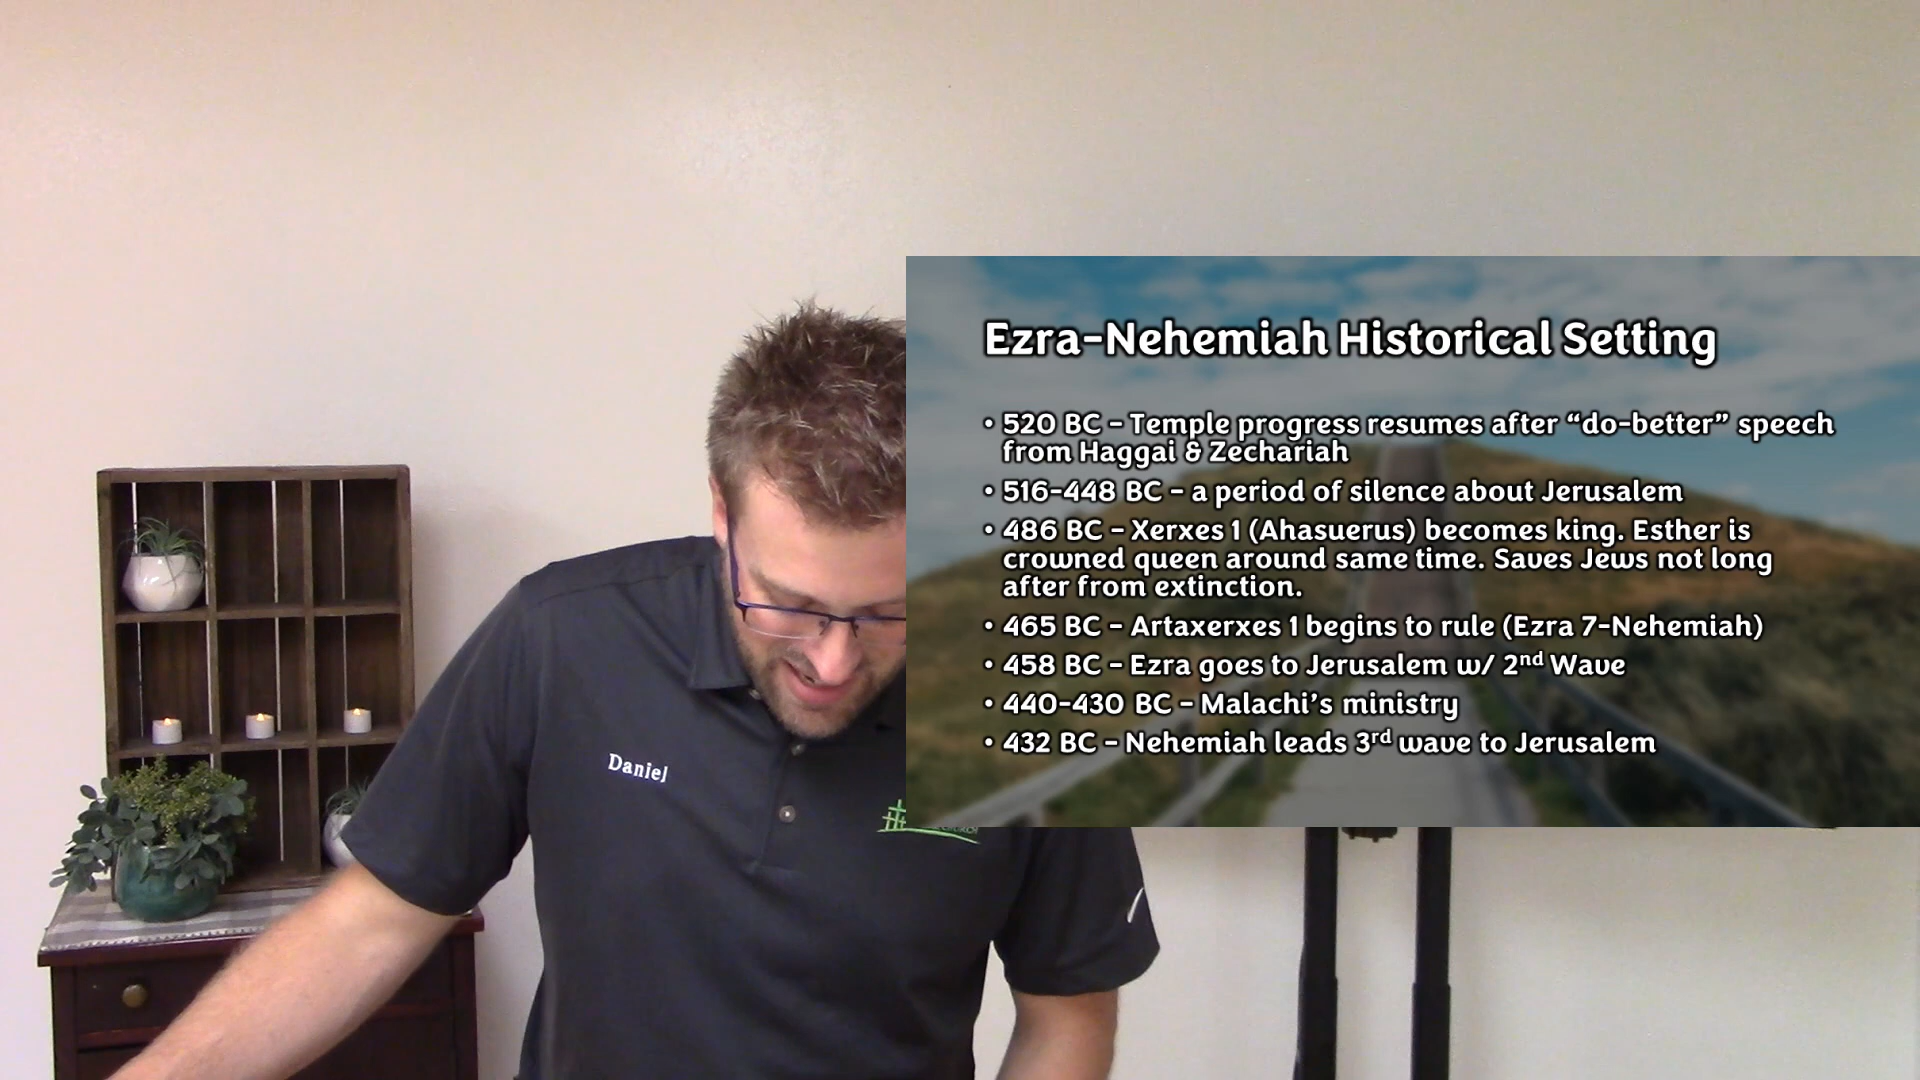 Ezra-Nehemiah Historical Setting
• 520 BC – Temple progress resumes after “do-better” speech
from Haggai & Zechariah
• 516-448 BC – a period of silence about Jerusalem
• 486 BC – Xerxes 1 (Ahasuerus) becomes king. Esther is
crowned queen around same time. Saves Jews not long
after from extinction.
• 465 BC – Artaxerxes 1 begins to rule (Ezra 7-Nehemiah)
• 458 BC – Ezra goes to Jerusalem w/ 2nd Wave
• 440-430 BC – Malachi’s ministry
• 432 BC – Nehemiah leads 3rd wave to Jerusalem
Daniel